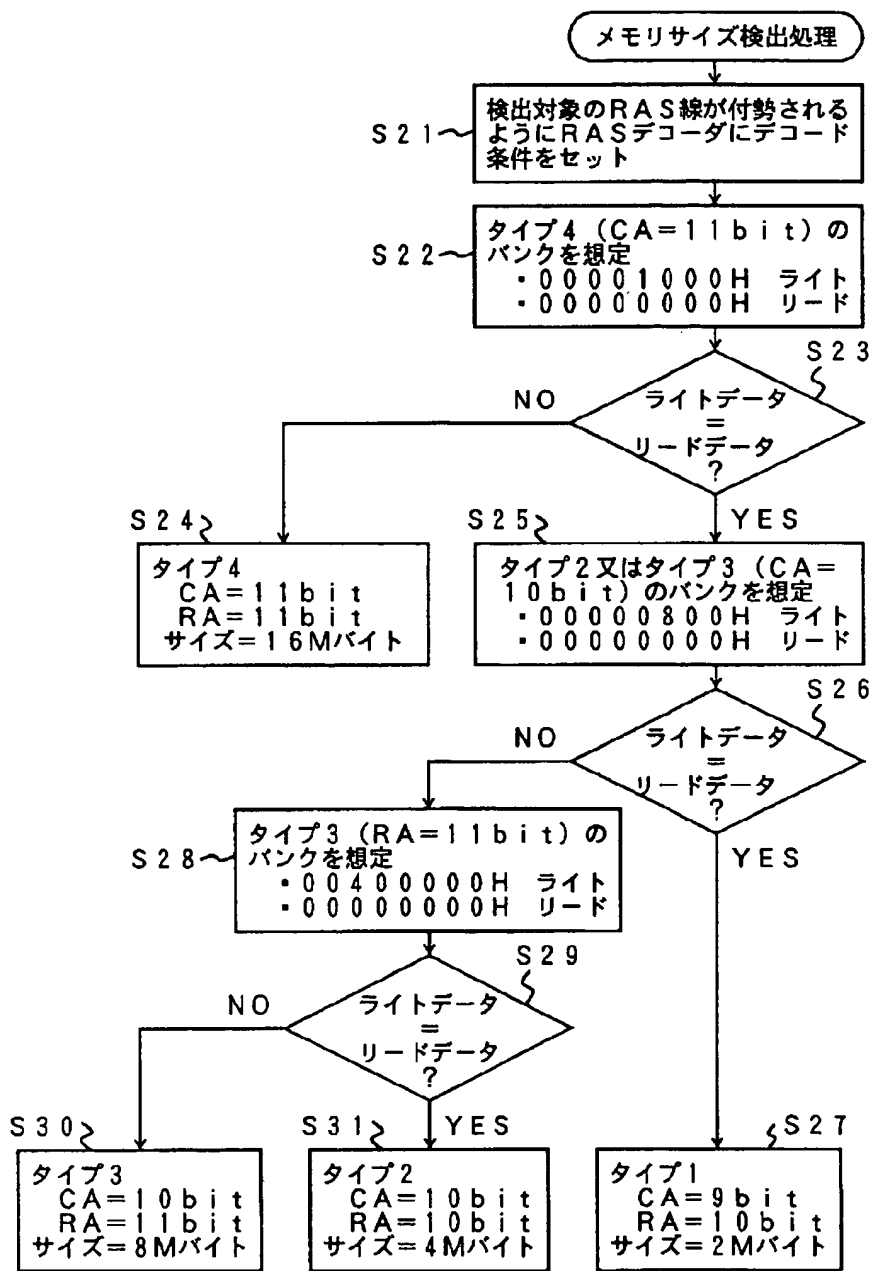 メモリサイズ検出処理
S21
検出対象のRAS線が付勢される
ようにRASデコーダにデコード
条件をセット
S22
タイプ4（CA=11bit）の
バンクを想定
・00001000H ライト
・00000000H リード
S23
ライトデータ
=
リードデータ
?
NO
YES
S24
タイプ4
CA=11bit
RA=11bit
サイズ=16Mバイト
S25
タイプ2又はタイプ3（CA=
10bit）のバンクを想定
・00000800H ライト
・00000000H リード
S26
ライトデータ
=
リードデータ
?
NO
YES
S28
タイプ3（RA=11bit）の
バンクを想定
・00400000H ライト
・00000000H リード
S29
ライトデータ
=
リードデータ
?
NO
YES
S30
タイプ3
CA=10bit
RA=11bit
サイズ=8Mバイト
S31
タイプ2
CA=10bit
RA=10bit
サイズ=4Mバイト
S27
タイプ1
CA=9bit
RA=10bit
サイズ=2Mバイト